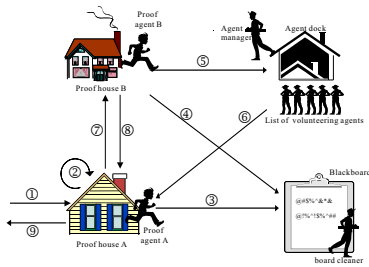 Proof
agent B
Agent
manager
Agent dock
⑤
Proof house B
List of volunteering agents
④
⑥
⑦
⑧
②
Blackboard
@#$%^&*&
@!%^!$%^##
①
③
⑨
Proof
agent A
Proof house A
board cleaner